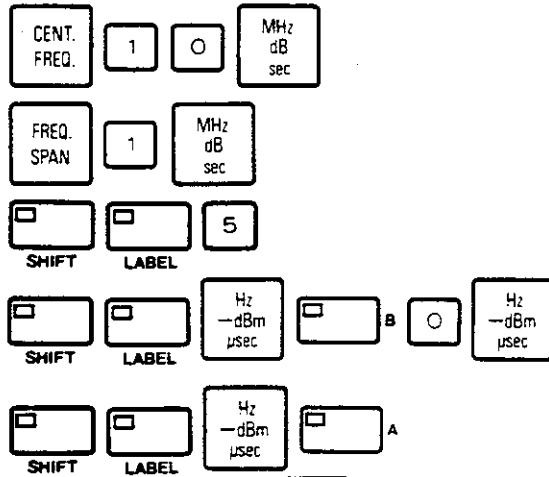 CENT. FREQ. 1 0 MHz dB sec
FREQ. SPAN 1 MHz dB sec
5
SHIFT LABEL
Hz —dBm μsec B 0 Hz —dBm μsec
SHIFT LABEL
Hz —dBm μsec A
SHIFT LABEL